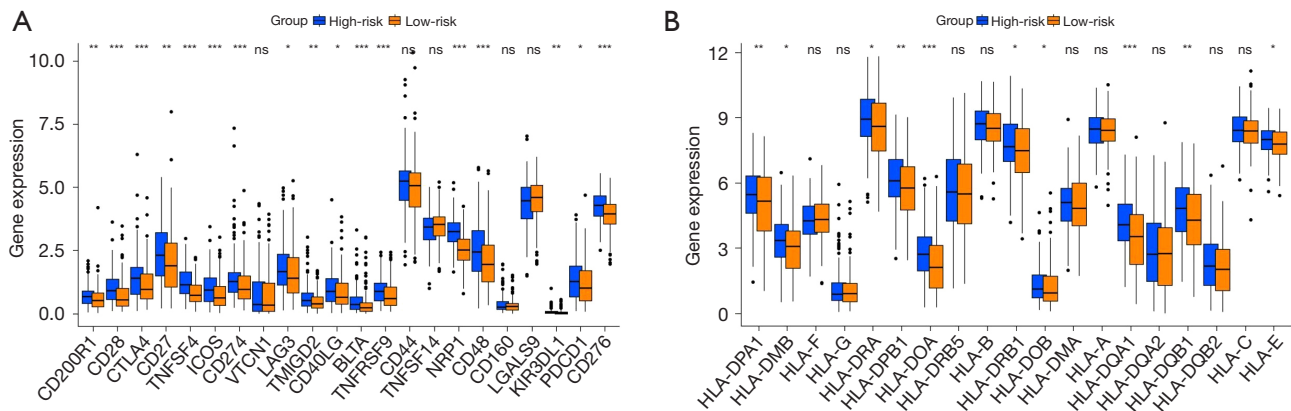 A
Group High-risk Low-risk
** *** *** ** *** *** *** ns * ** * *** *** ns ns *** *** ns ns ** * ***
Gene expression
10.0
7.5
5.0
2.5
0.0
CD200R1
CD28
CTLA4
CD27
TNFSF4
ICOS
CD274
VTCN1
LAG3
TMIGD2
CD40LG
BLTA
TNFRSF9
CD44
TNFSF14
NRP1
CD48
CD160
LGALS9
KIR3DL1
PDCD1
CD276
B
Group High-risk Low-risk
** * ns ns * ** *** ns ns * * ns ns *** ns ** ns ns *
Gene expression
12
9
6
3
0
HLA-DPA1
HLA-DMB
HLA-F
HLA-G
HLA-DRA
HLA-DPB1
HLA-DOA
HLA-DRB5
HLA-B
HLA-DRB1
HLA-DOB
HLA-DMA
HLA-A
HLA-DQA1
HLA-DQA2
HLA-DQB1
HLA-DQB2
HLA-C
HLA-E